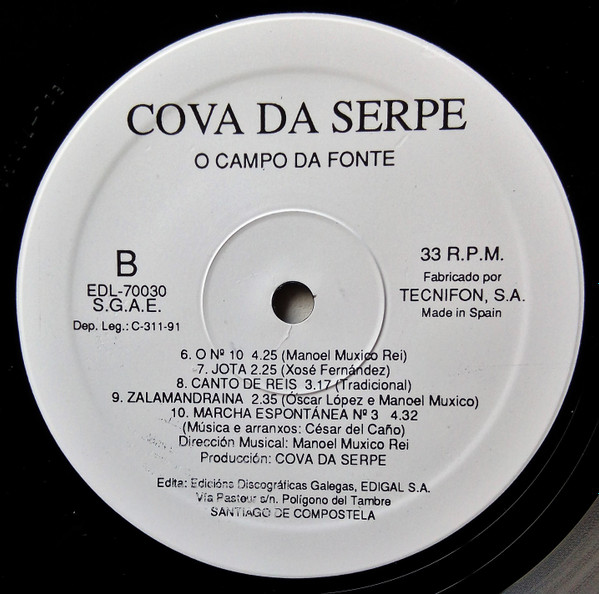 COVA DA SERPE
O CAMPO DA FONTE
B
EDL-70030
S.G.A.E.
Dep. Leg.: C-311-91
33 R.P.M.
Fabricado por
TECNIFON, S.A.
Made in Spain
6. O Nº 10 4.25 (Manoel Muxico Rei)
7. JOTA 2.25 (Xosé Fernández)
8. CANTO DE REIS 3.17 (Tradicional)
9. ZALAMANDRAINA 2.35 (Óscar López e Manoel Muxico)
10. MARCHA ESPONTÁNEA Nº 3 4.32
(Música e arranxos: César del Caño)
Dirección Musical: Manoel Muxico Rei
Producción: COVA DA SERPE
Edita: Edicións Discográficas Galegas, EDIGAL S.A.
Vía Pasteur s/n. Polígono del Tambre
SANTIAGO DE COMPOSTELA